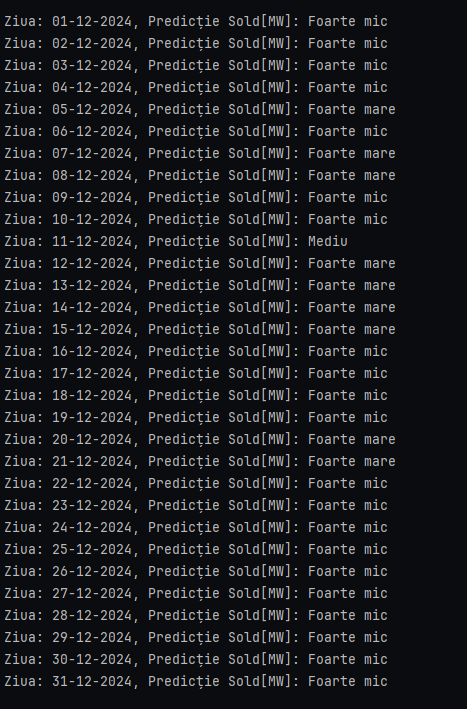 Ziua: 01-12-2024, Predicție Sold[MW]: Foarte mic
Ziua: 02-12-2024, Predicție Sold[MW]: Foarte mic
Ziua: 03-12-2024, Predicție Sold[MW]: Foarte mic
Ziua: 04-12-2024, Predicție Sold[MW]: Foarte mic
Ziua: 05-12-2024, Predicție Sold[MW]: Foarte mare
Ziua: 06-12-2024, Predicție Sold[MW]: Foarte mic
Ziua: 07-12-2024, Predicție Sold[MW]: Foarte mare
Ziua: 08-12-2024, Predicție Sold[MW]: Foarte mare
Ziua: 09-12-2024, Predicție Sold[MW]: Foarte mic
Ziua: 10-12-2024, Predicție Sold[MW]: Foarte mic
Ziua: 11-12-2024, Predicție Sold[MW]: Mediu
Ziua: 12-12-2024, Predicție Sold[MW]: Foarte mare
Ziua: 13-12-2024, Predicție Sold[MW]: Foarte mare
Ziua: 14-12-2024, Predicție Sold[MW]: Foarte mare
Ziua: 15-12-2024, Predicție Sold[MW]: Foarte mare
Ziua: 16-12-2024, Predicție Sold[MW]: Foarte mic
Ziua: 17-12-2024, Predicție Sold[MW]: Foarte mic
Ziua: 18-12-2024, Predicție Sold[MW]: Foarte mic
Ziua: 19-12-2024, Predicție Sold[MW]: Foarte mic
Ziua: 20-12-2024, Predicție Sold[MW]: Foarte mare
Ziua: 21-12-2024, Predicție Sold[MW]: Foarte mare
Ziua: 22-12-2024, Predicție Sold[MW]: Foarte mic
Ziua: 23-12-2024, Predicție Sold[MW]: Foarte mic
Ziua: 24-12-2024, Predicție Sold[MW]: Foarte mic
Ziua: 25-12-2024, Predicție Sold[MW]: Foarte mic
Ziua: 26-12-2024, Predicție Sold[MW]: Foarte mic
Ziua: 27-12-2024, Predicție Sold[MW]: Foarte mic
Ziua: 28-12-2024, Predicție Sold[MW]: Foarte mic
Ziua: 29-12-2024, Predicție Sold[MW]: Foarte mic
Ziua: 30-12-2024, Predicție Sold[MW]: Foarte mic
Ziua: 31-12-2024, Predicție Sold[MW]: Foarte mic